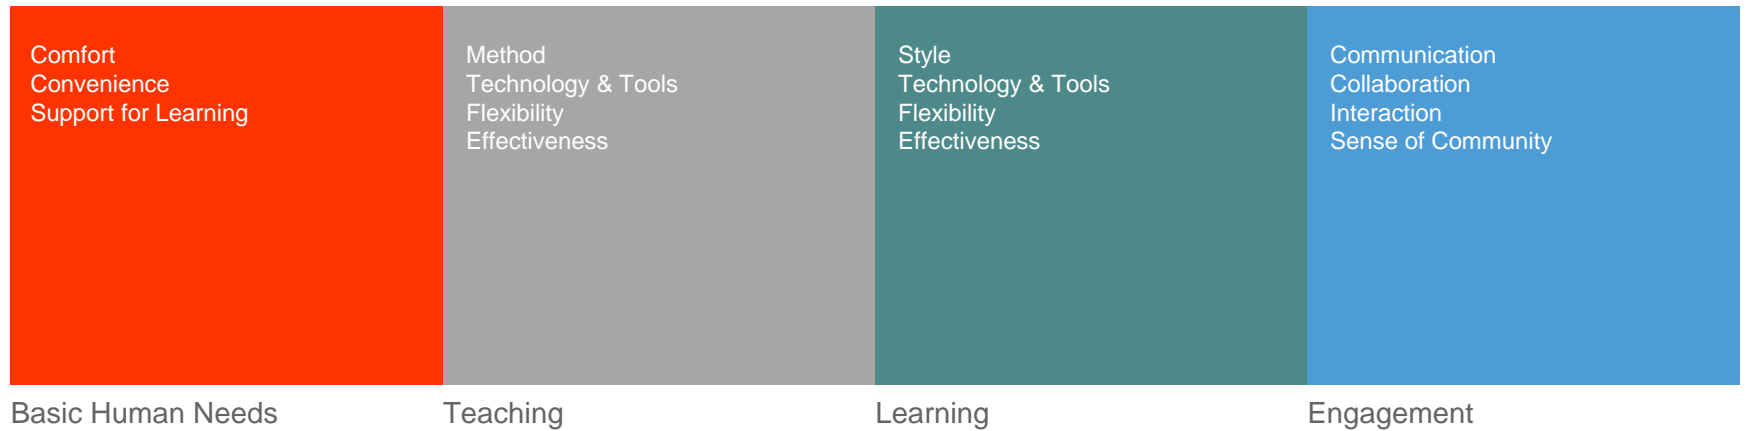 Comfort
Convenience
Support for Learning
Method
Technology & Tools
Flexibility
Effectiveness
Style
Technology & Tools
Flexibility
Effectiveness
Communication
Collaboration
Interaction
Sense of Community
Basic Human Needs
Teaching
Learning
Engagement